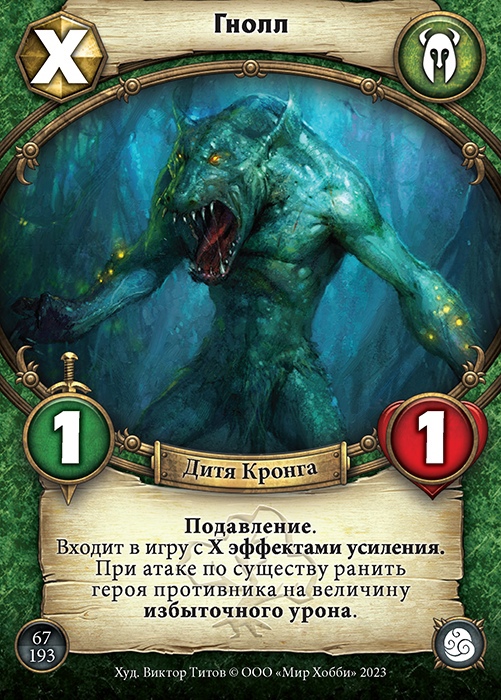 Гнолл
X
1
1
Дитя Кронга
Подавление.
Входит в игру с X эффектами усиления.
При атаке по существу ранить
героя противника на величину
избыточного урона.
67
193
Худ. Виктор Титов © ООО «Мир Хобби» 2023